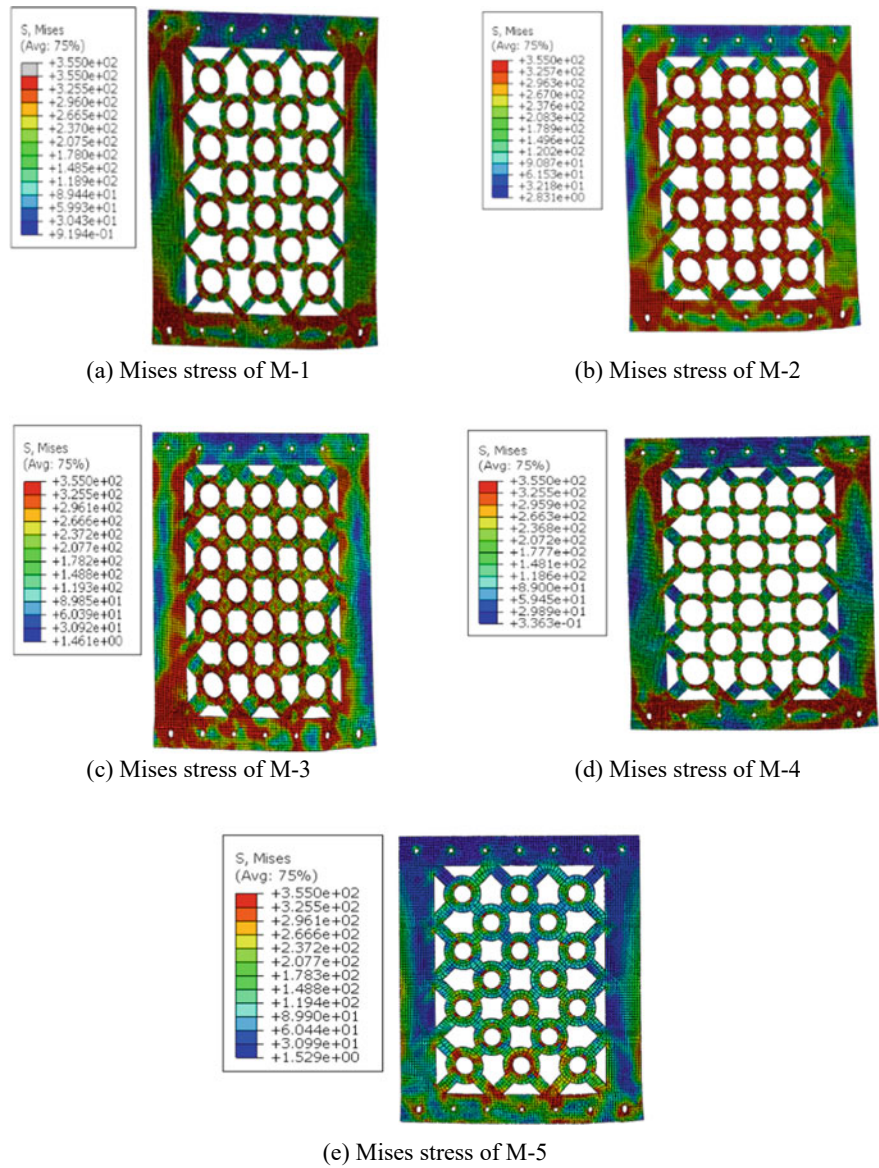 S, Mises
(Avg: 75%)
+3.550e+02
+3.550e+02
+3.255e+02
+2.960e+02
+2.665e+02
+2.370e+02
+2.075e+02
+1.780e+02
+1.485e+02
+1.189e+02
+8.944e+01
+5.993e+01
+3.043e+01
+9.194e-01
(a) Mises stress of M-1
S, Mises
(Avg: 75%)
+3.550e+02
+3.257e+02
+2.963e+02
+2.670e+02
+2.376e+02
+2.083e+02
+1.789e+02
+1.496e+02
+1.202e+02
+9.087e+01
+6.153e+01
+3.218e+01
+2.831e+00
(b) Mises stress of M-2
S, Mises
(Avg: 75%)
+3.550e+02
+3.255e+02
+2.961e+02
+2.666e+02
+2.372e+02
+2.077e+02
+1.782e+02
+1.488e+02
+1.193e+02
+8.985e+01
+6.039e+01
+3.092e+01
+1.461e+00
(c) Mises stress of M-3
S, Mises
(Avg: 75%)
+3.550e+02
+3.255e+02
+2.959e+02
+2.663e+02
+2.368e+02
+2.072e+02
+1.777e+02
+1.481e+02
+1.186e+02
+8.900e+01
+5.945e+01
+2.989e+01
+3.363e-01
(d) Mises stress of M-4
S, Mises
(Avg: 75%)
+3.550e+02
+3.255e+02
+2.961e+02
+2.666e+02
+2.372e+02
+2.077e+02
+1.783e+02
+1.488e+02
+1.194e+02
+8.990e+01
+6.044e+01
+3.099e+01
+1.529e+00
(e) Mises stress of M-5